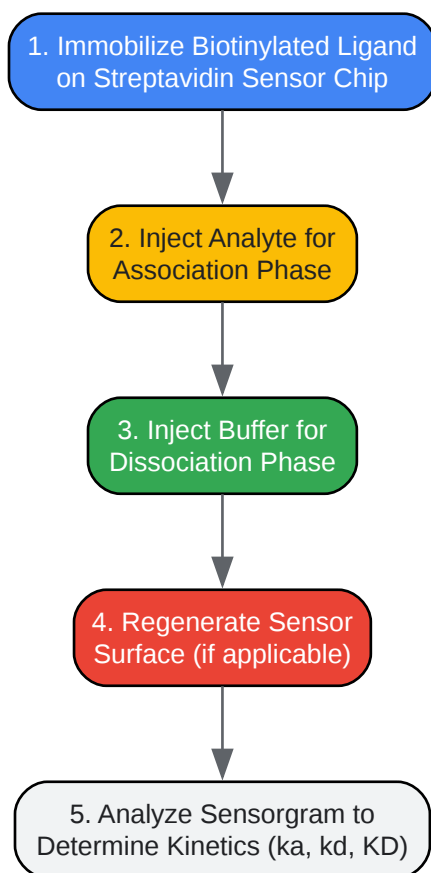 1. Immobilize Biotinylated Ligand
on Streptavidin Sensor Chip
2. Inject Analyte for
Association Phase
3. Inject Buffer for
Dissociation Phase
4. Regenerate Sensor
Surface (if applicable)
5. Analyze Sensorgram to
Determine Kinetics (ka, kd, KD)